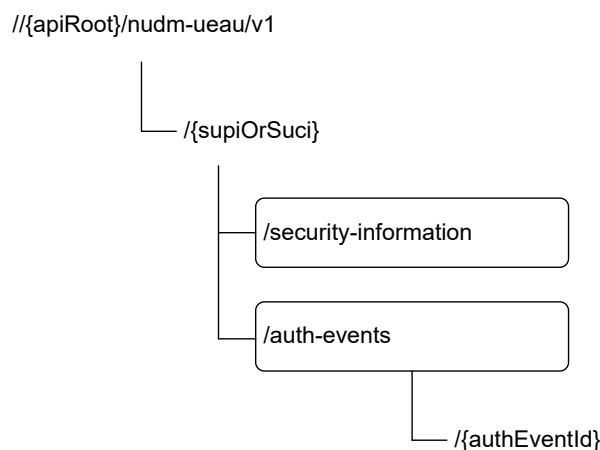 //{apiRoot}/nudm-ueau/v1
/{supiOrSuci}
/security-information
/auth-events
/{authEventId}